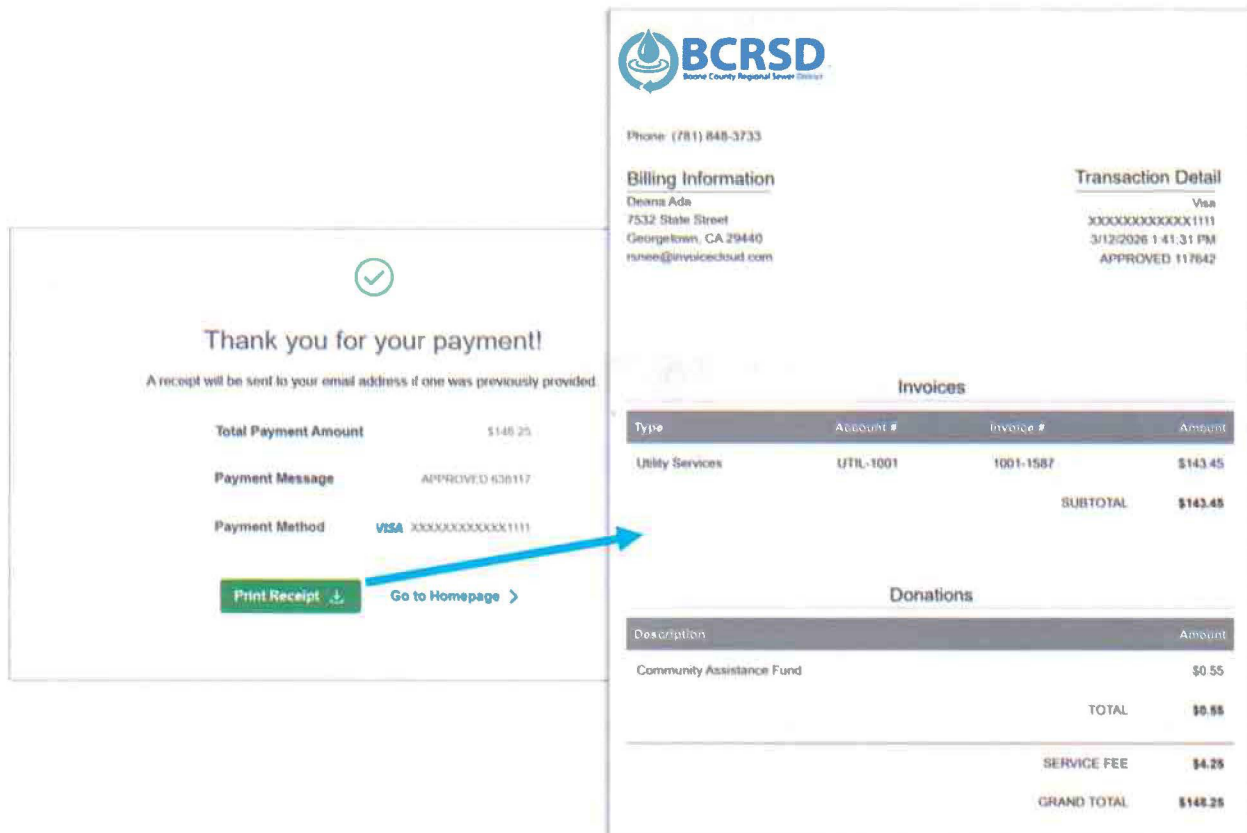 Thank you for your payment!
A receipt will be sent to your email address if one was previously provided.
Total Payment Amount $148.25
Payment Message APPROVED 636117
Payment Method VISA XXXXXXXXXXXX1111
Print Receipt
Go to Homepage
BCRSD
Boone County Regional Sewer District
Phone: (781) 848-3733
Billing Information
Deana Ada
7532 State Street
Georgetown, CA 29440
rsnee@invoicecloud.com
Transaction Detail
Visa
XXXXXXXXXXXX1111
3/12/2026 1:41:31 PM
APPROVED 117642
Invoices
Type Account # Invoice # Amount
Utility Services UTIL-1001 1001-1587 $143.45
SUBTOTAL $143.45
Donations
Description Amount
Community Assistance Fund $0.55
TOTAL $0.55
SERVICE FEE $4.25
GRAND TOTAL $148.25